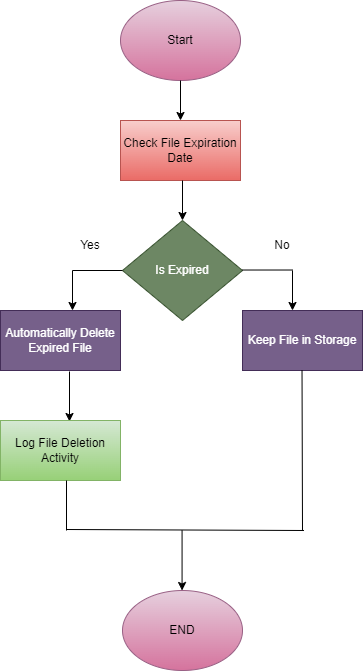 Start
Check File Expiration
Date
Is Expired
Yes
No
Automatically Delete
Expired File
Keep File in Storage
Log File Deletion
Activity
END